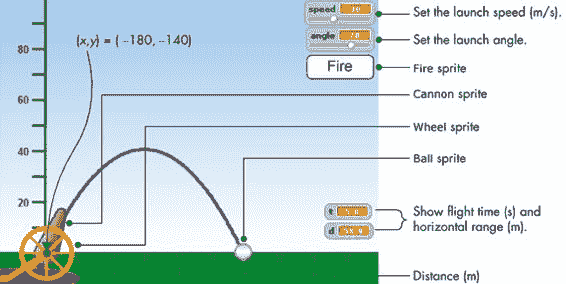 speed
Set the launch speed (m/s).
(x,y) = ( –180, –140)
angle
Set the launch angle.
80
Fire
Fire sprite
60
Cannon sprite
Wheel sprite
40
Ball sprite
20
t
Show flight time (s) and
d
horizontal range (m).
Distance (m)